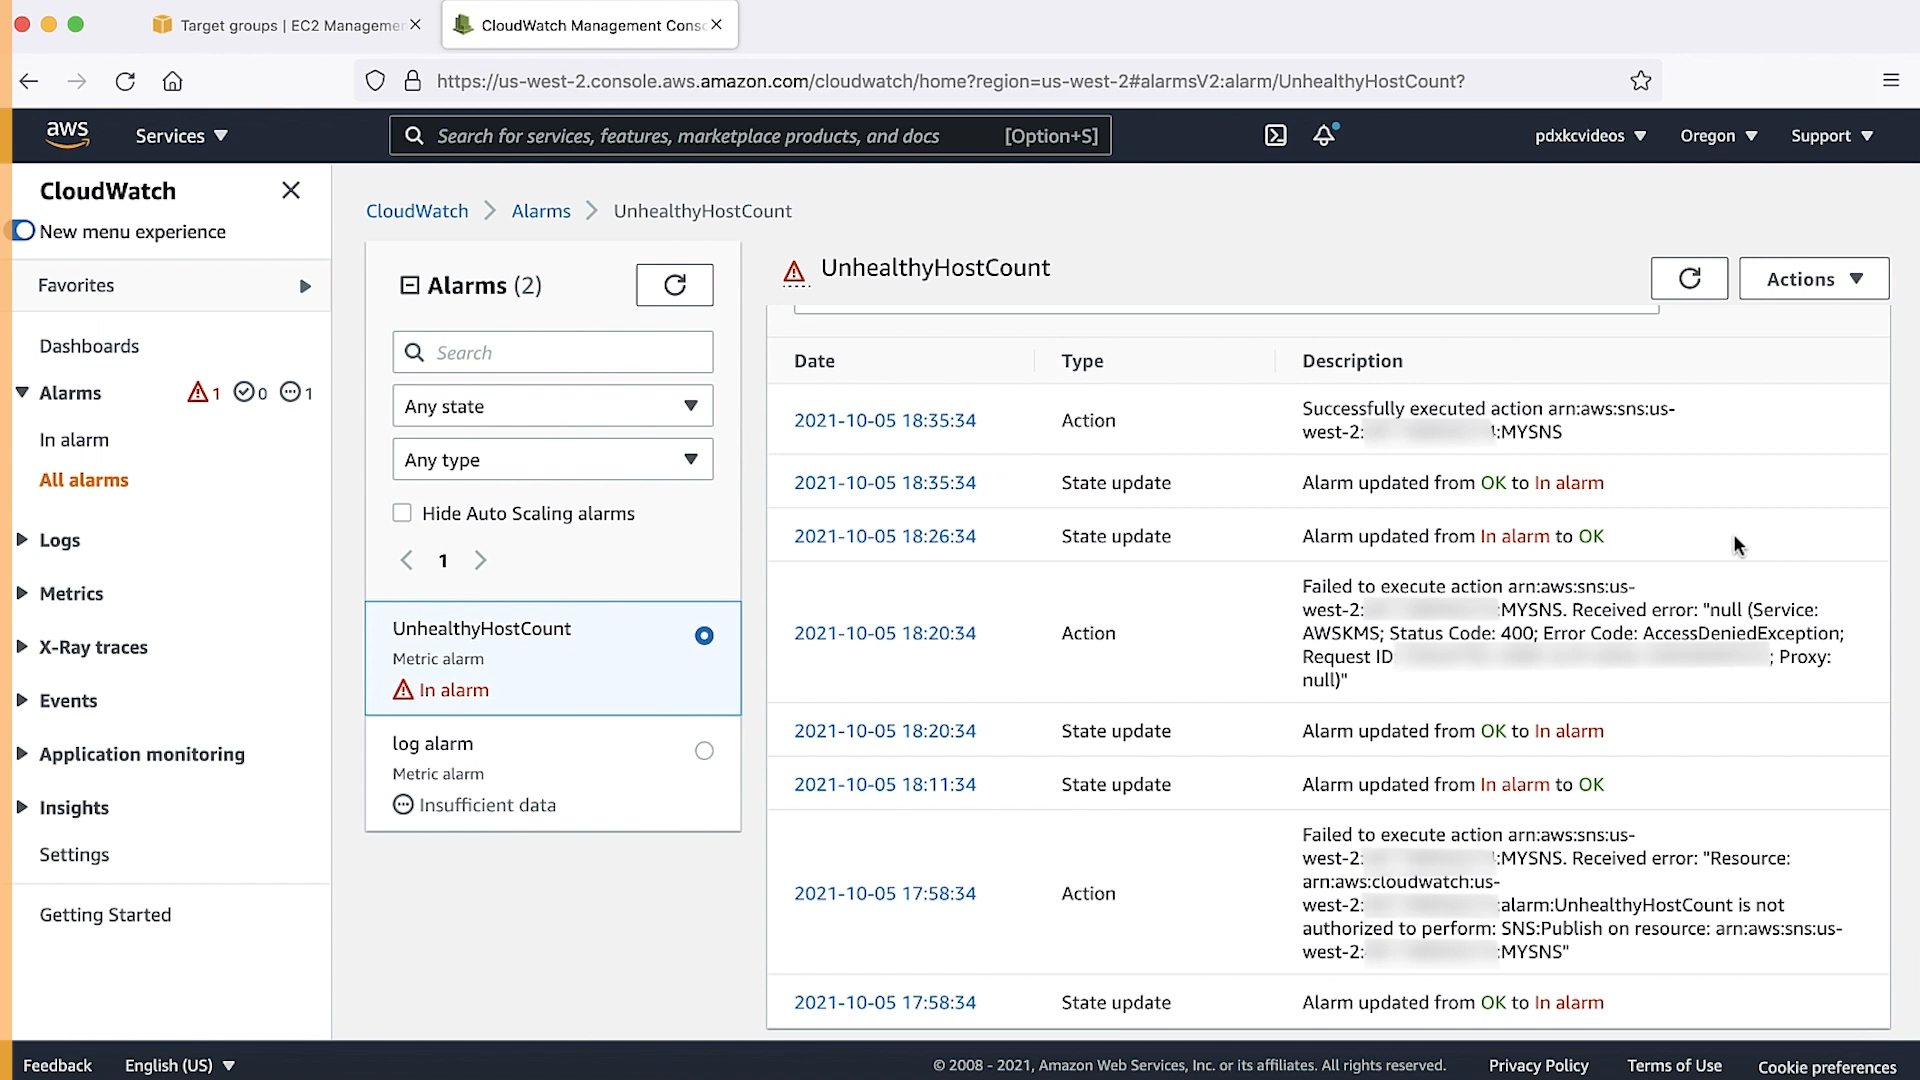 Target groups | EC2 Manageme
CloudWatch Management Cons
https://us-west-2.console.aws.amazon.com/cloudwatch/home?region=us-west-2#alarmsV2:alarm/UnhealthyHostCount?
aws
Services
Search for services, features, marketplace products, and docs
[Option+S]
pdxkcvideos
Oregon
Support
CloudWatch
New menu experience
Favorites
Dashboards
Alarms
1
0
1
In alarm
All alarms
Logs
Metrics
X-Ray traces
Events
Application monitoring
Insights
Settings
Getting Started
CloudWatch
Alarms
UnhealthyHostCount
Alarms (2)
Search
Any state
Any type
Hide Auto Scaling alarms
1
UnhealthyHostCount
Metric alarm
In alarm
log alarm
Metric alarm
Insufficient data
UnhealthyHostCount
Actions
Date
Type
Description
2021-10-05 18:35:34
Action
Successfully executed action arn:aws:sns:us-
west-2: :MYSNS
2021-10-05 18:35:34
State update
Alarm updated from OK to In alarm
2021-10-05 18:26:34
State update
Alarm updated from In alarm to OK
2021-10-05 18:20:34
Action
Failed to execute action arn:aws:sns:us-
west-2: :MYSNS. Received error: "null (Service:
AWSKMS; Status Code: 400; Error Code: AccessDeniedException;
Request ID ; Proxy:
null)"
2021-10-05 18:20:34
State update
Alarm updated from OK to In alarm
2021-10-05 18:11:34
State update
Alarm updated from In alarm to OK
2021-10-05 17:58:34
Action
Failed to execute action arn:aws:sns:us-
west-2: :MYSNS. Received error: "Resource:
arn:aws:cloudwatch:us-
west-2: :alarm:UnhealthyHostCount is not
authorized to perform: SNS:Publish on resource: arn:aws:sns:us-
west-2: :MYSNS"
2021-10-05 17:58:34
State update
Alarm updated from OK to In alarm
Feedback
English (US)
© 2008 - 2021, Amazon Web Services, Inc. or its affiliates. All rights reserved.
Privacy Policy
Terms of Use
Cookie preferences